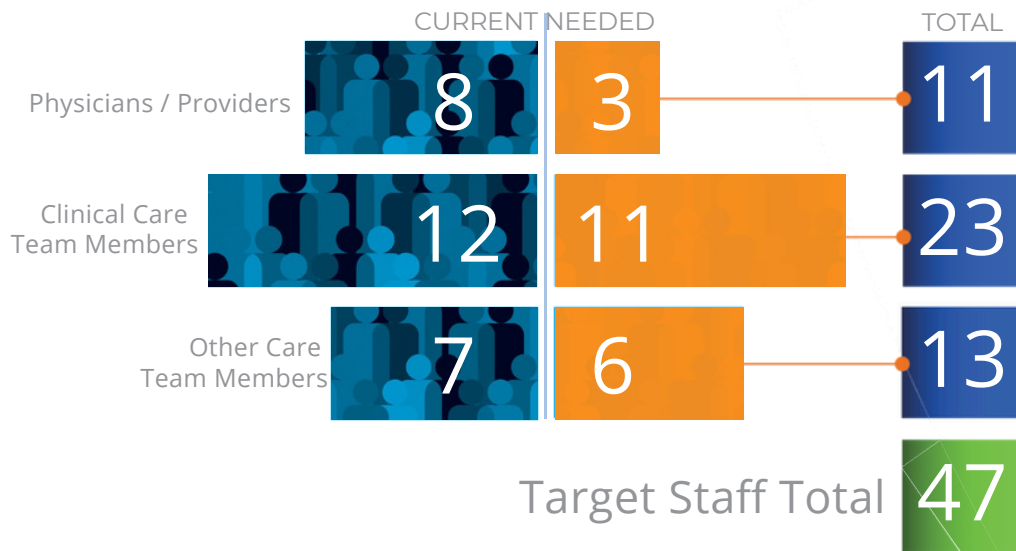 CURRENT NEEDED TOTAL
Physicians / Providers 8 3 11
Clinical Care
Team Members 12 11 23
Other Care
Team Members 7 6 13
Target Staff Total 47